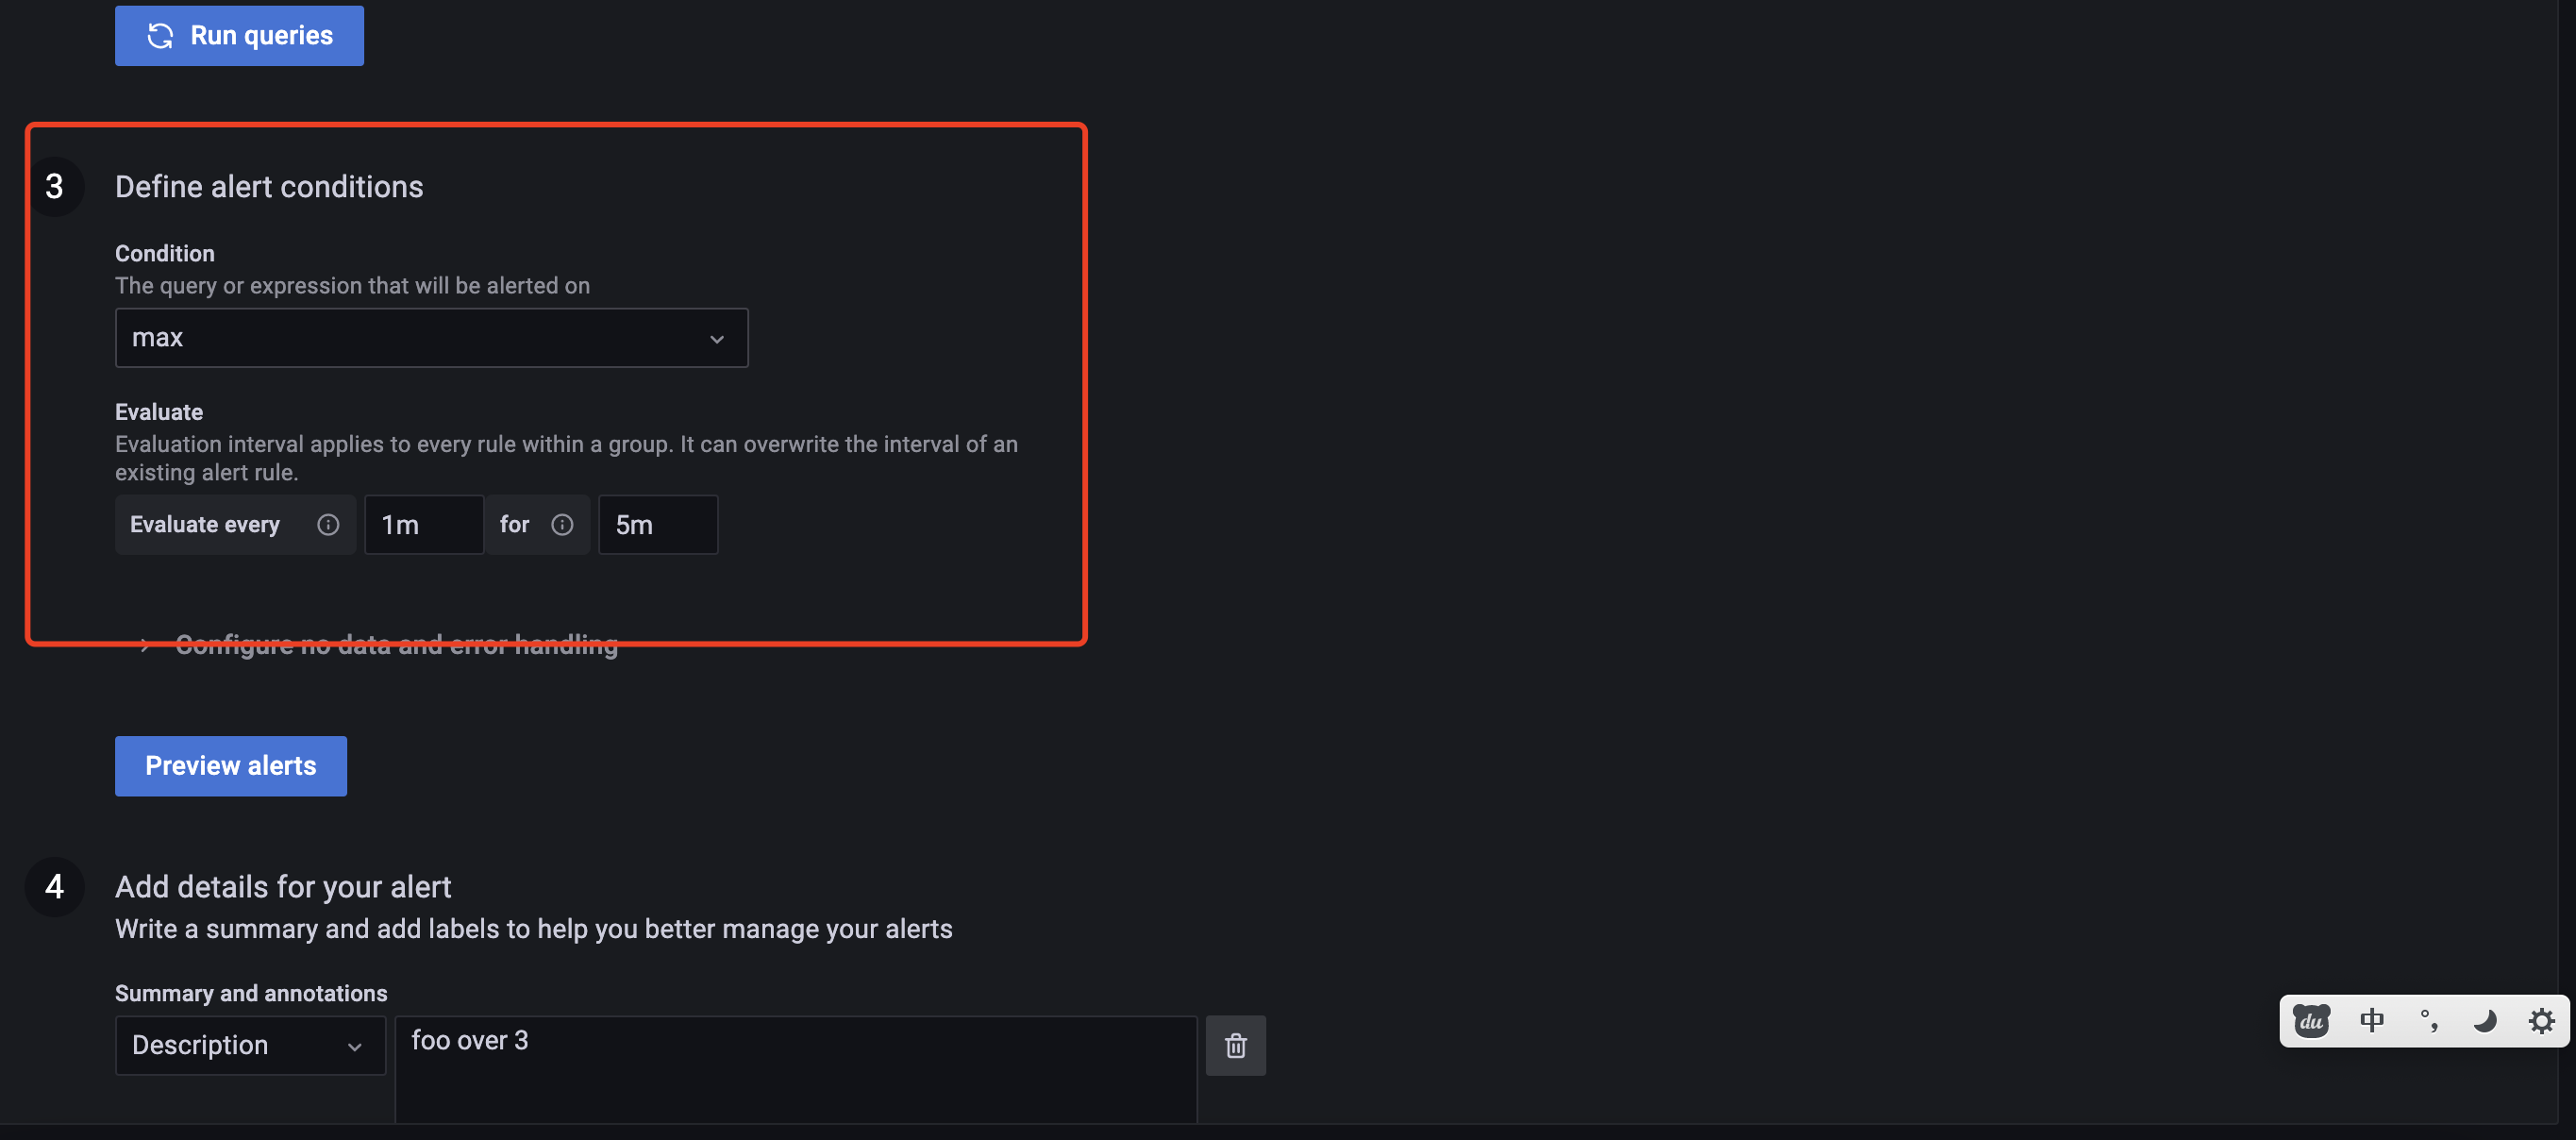 Run queries
3
Define alert conditions
Condition
The query or expression that will be alerted on
max
Evaluate
Evaluation interval applies to every rule within a group. It can overwrite the interval of an
existing alert rule.
Evaluate every 1m for 5m
Configure no data and error handling
Preview alerts
4
Add details for your alert
Write a summary and add labels to help you better manage your alerts
Summary and annotations
Description
foo over 3
du 中 °,